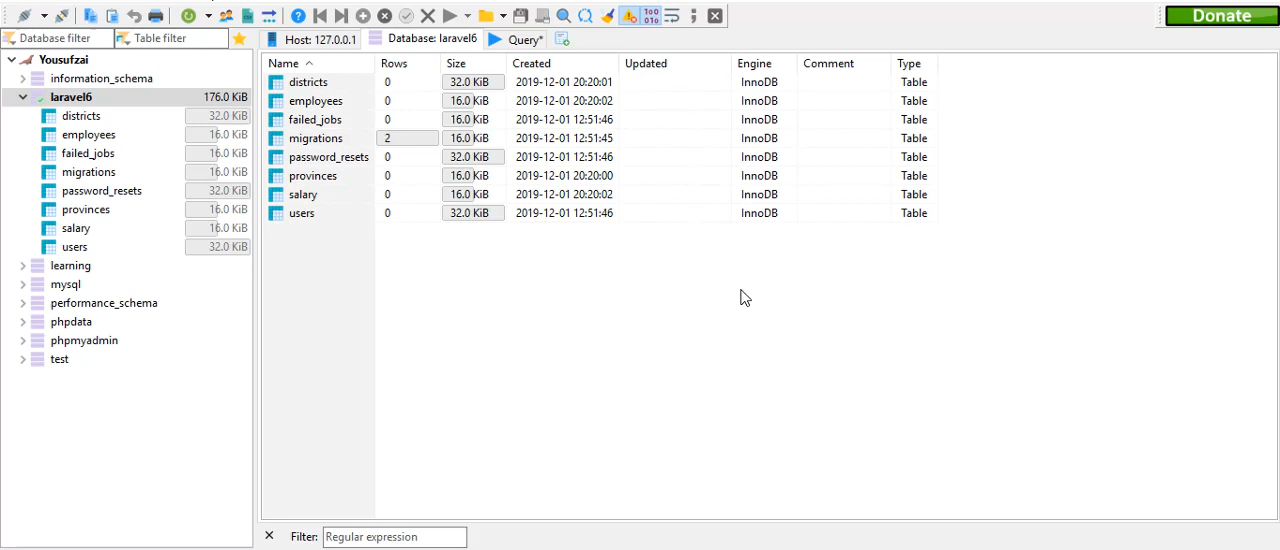 Donate
Database filter Table filter Host: 127.0.0.1 Database: laravel6 Query*
Yousufzai
information_schema
laravel6 176.0 KiB
districts 32.0 KiB
employees 16.0 KiB
failed_jobs 16.0 KiB
migrations 16.0 KiB
password_resets 32.0 KiB
provinces 16.0 KiB
salary 16.0 KiB
users 32.0 KiB
learning
mysql
performance_schema
phpdata
phpmyadmin
test
Name Rows Size Created Updated Engine Comment Type
districts 0 32.0 KiB 2019-12-01 20:20:01 InnoDB Table
employees 0 16.0 KiB 2019-12-01 20:20:02 InnoDB Table
failed_jobs 0 16.0 KiB 2019-12-01 12:51:46 InnoDB Table
migrations 2 16.0 KiB 2019-12-01 12:51:45 InnoDB Table
password_resets 0 32.0 KiB 2019-12-01 12:51:46 InnoDB Table
provinces 0 16.0 KiB 2019-12-01 20:20:00 InnoDB Table
salary 0 16.0 KiB 2019-12-01 20:20:02 InnoDB Table
users 0 32.0 KiB 2019-12-01 12:51:46 InnoDB Table
Filter: Regular expression